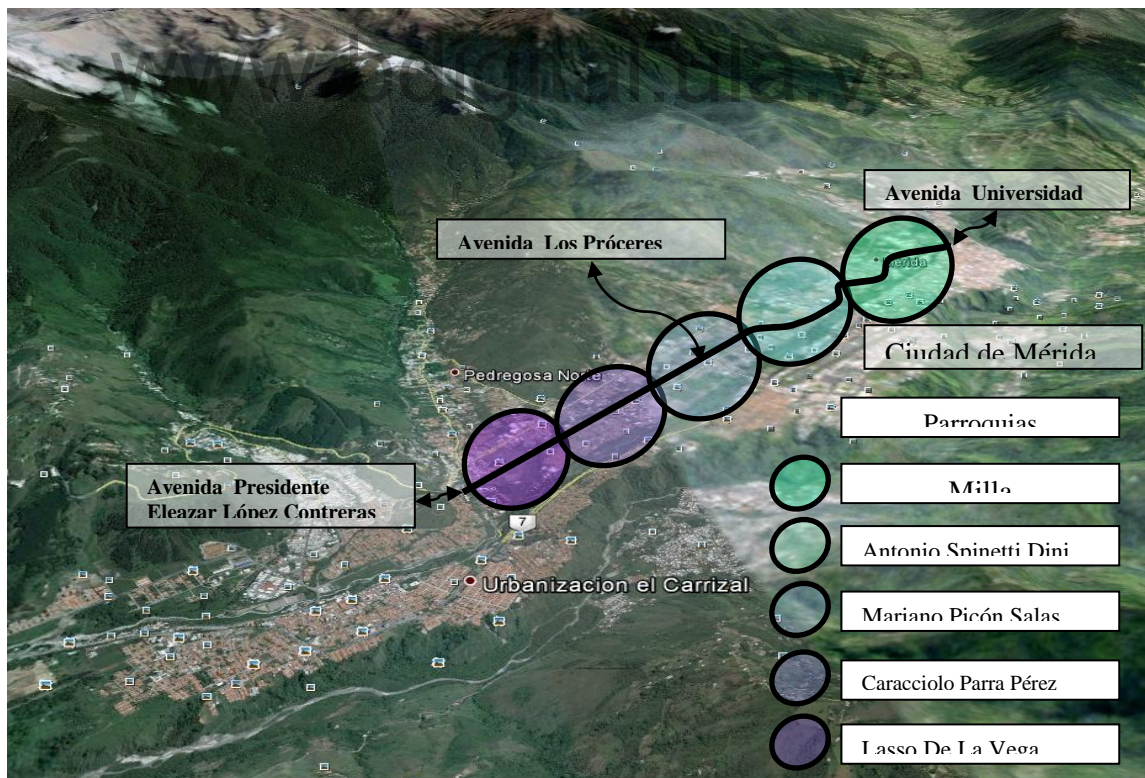 www.bdigital.ula.ve
Avenida Universidad
Avenida Los Próceres
Mérida
Ciudad de Mérida
Pedregosa Norte
Parroquias
Avenida Presidente
Eleazar López Contreras
Milla
7
Antonio Spinetti Dini
Urbanizacion el Carrizal
Mariano Picón Salas
Caracciolo Parra Pérez
Lasso De La Vega